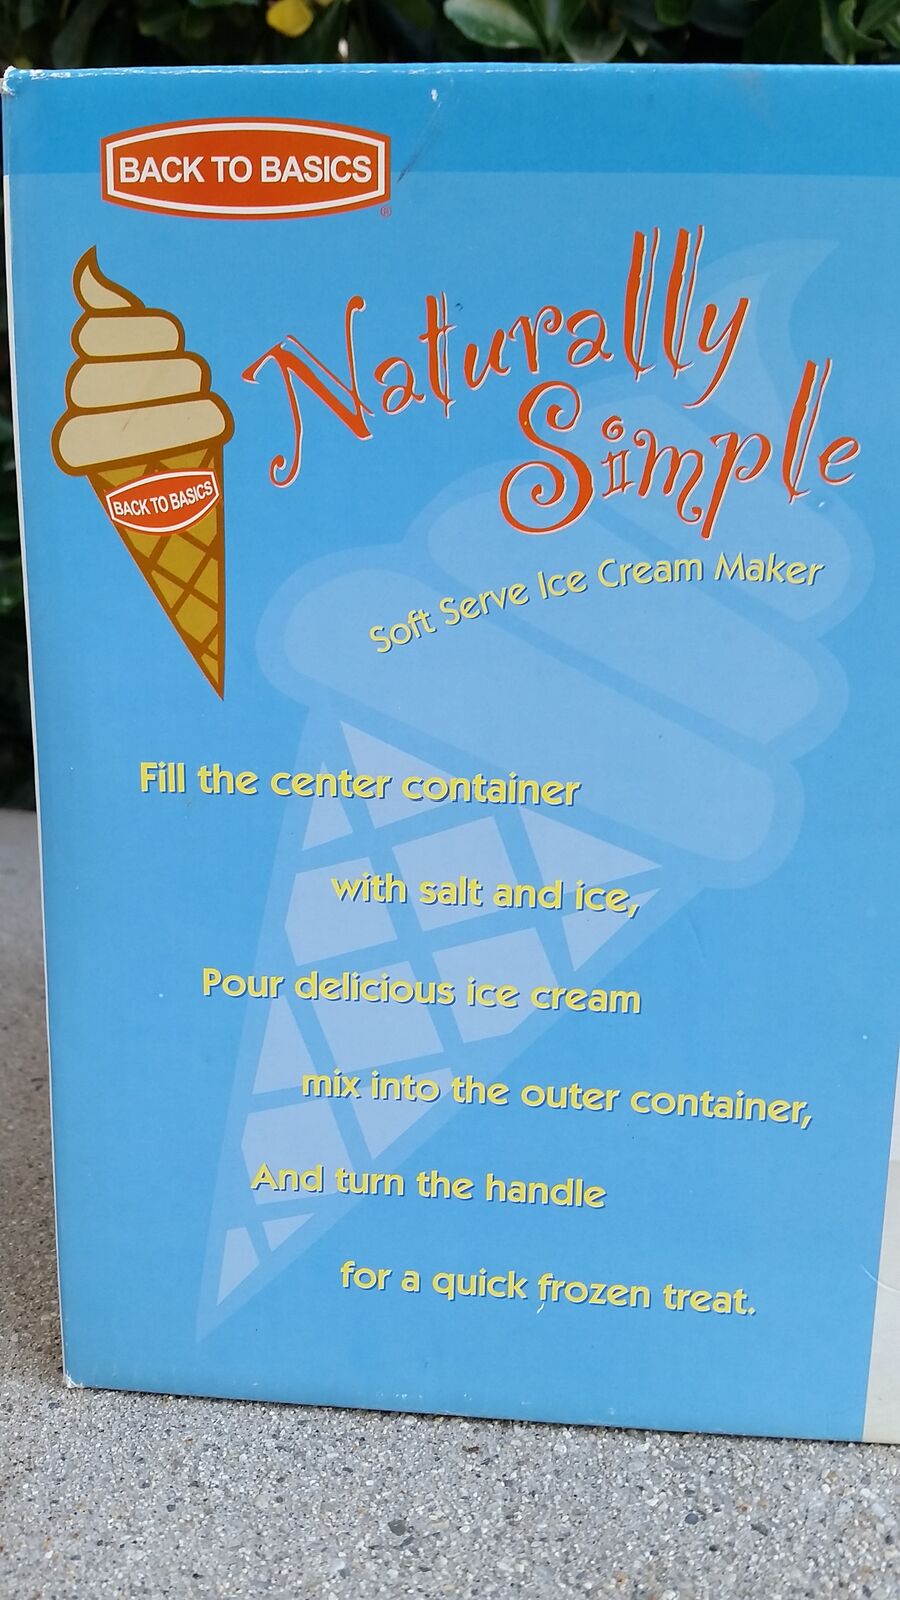 BACK TO BASICS
®
Naturally
Simple
BACK TO BASICS
Soft Serve Ice Cream Maker
Fill the center container
with salt and ice,
Pour delicious ice cream
mix into the outer container,
And turn the handle
for a quick frozen treat.